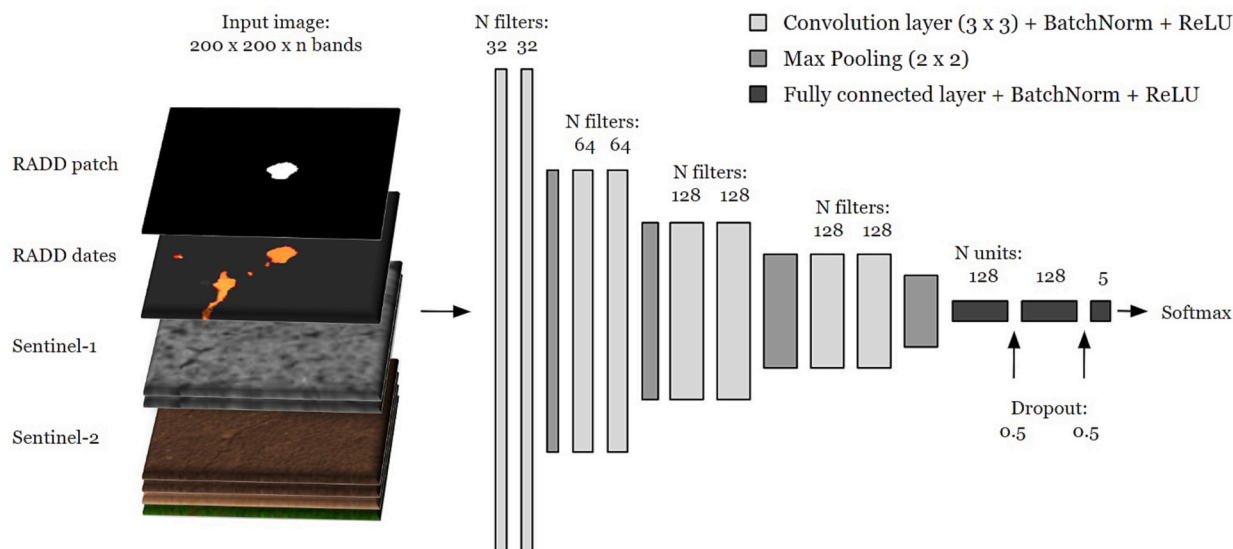 Input image:
200 x 200 x n bands
RADD patch
RADD dates
Sentinel-1
Sentinel-2
N filters:
32 32
N filters:
64 64
N filters:
128 128
N filters:
128 128
N units:
128 128 5
Softmax
Dropout:
0.5 0.5
Convolution layer (3 x 3) + BatchNorm + ReLU
Max Pooling (2 x 2)
Fully connected layer + BatchNorm + ReLU